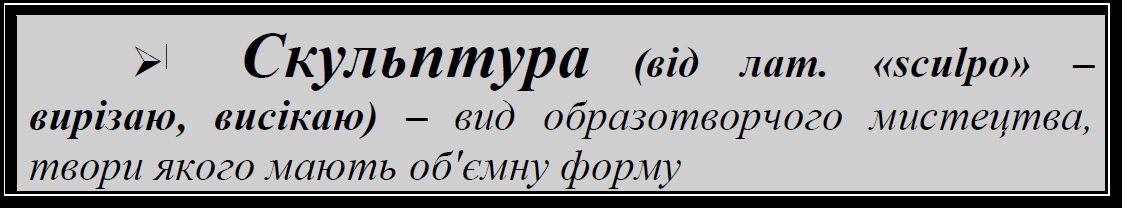 ➢ Скульптура (від лат. «sculpo» –
вирізаю, висікаю) – вид образотворчого мистецтва,
твори якого мають об'ємну форму